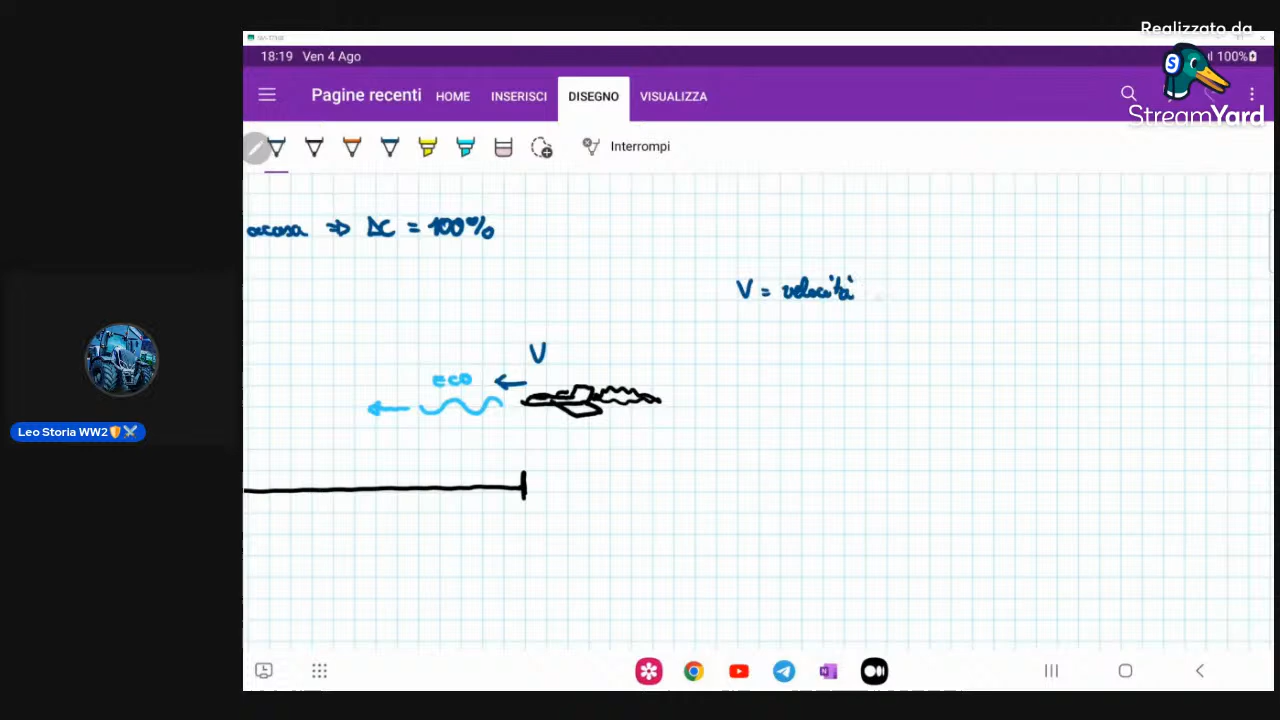 Realizzato da
18:19 Ven 4 Ago
100%
StreamYard
Pagine recenti HOME INSERISCI DISEGNO VISUALIZZA
Interrompi
⇒ ΔC = 100%
V = velocità
V
eco
Leo Storia WW2